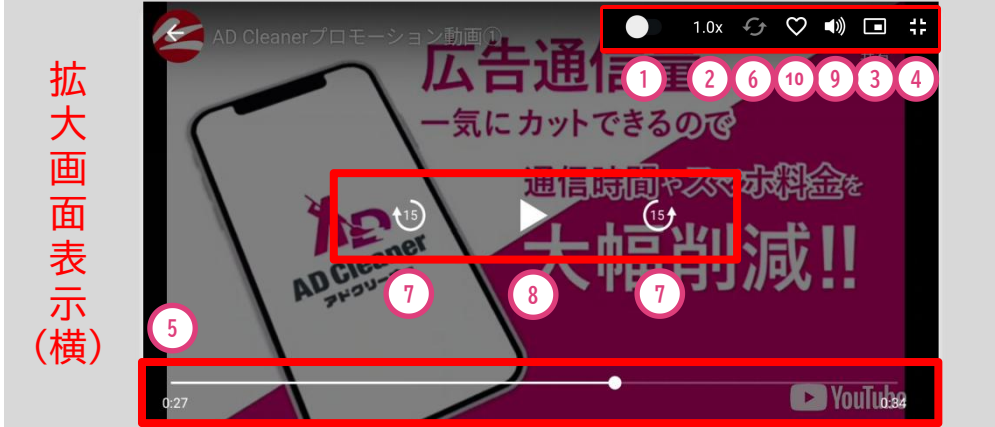 拡大画面表示(横)
AD Cleanerプロモーション動画①
1.0x
1
2
6
10
9
3
4
広告通信
一気にカットできるので
通信時間やスマホ料金を
大幅削減!!
15
15
AD Cleaner
アドクリーナー
7
8
7
5
0:27
0:34
YouTube